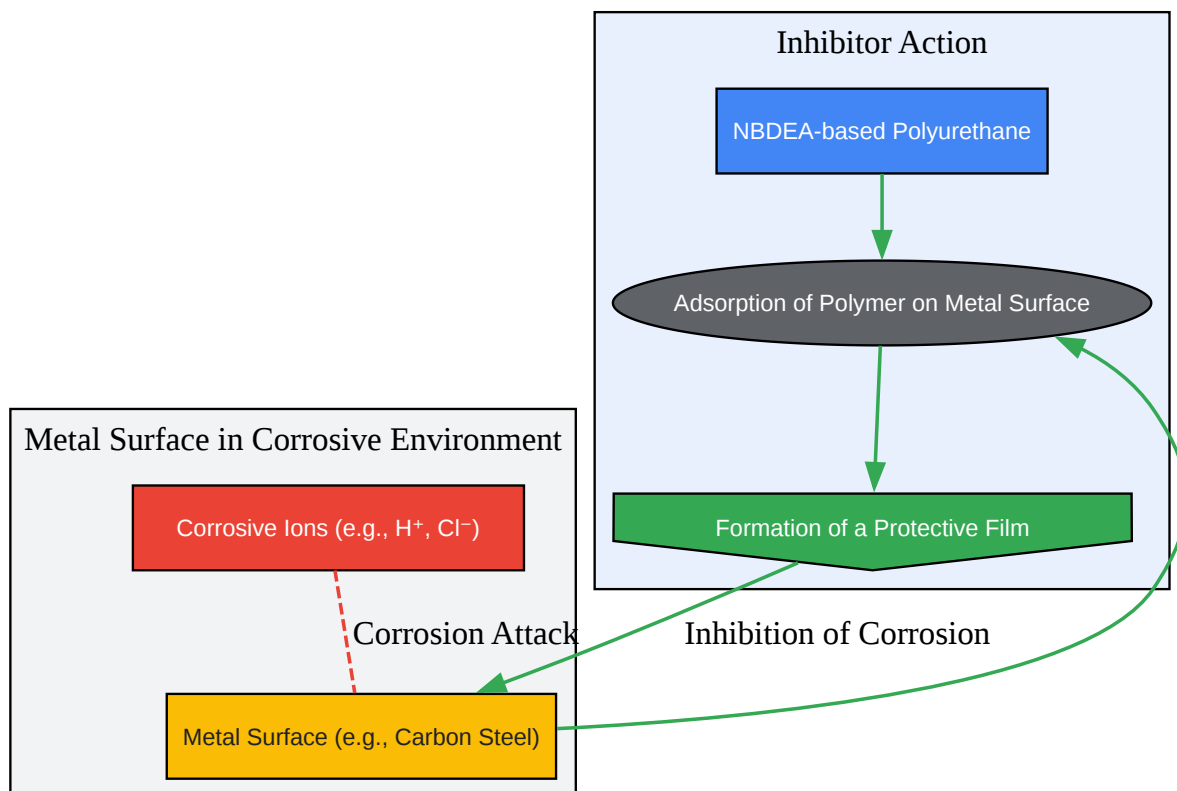 Inhibitor Action
NBDEA-based Polyurethane
Adsorption of Polymer on Metal Surface
Formation of a Protective Film
Metal Surface in Corrosive Environment
Corrosive Ions (e.g., H⁺, Cl⁻)
Corrosion Attack
Inhibition of Corrosion
Metal Surface (e.g., Carbon Steel)